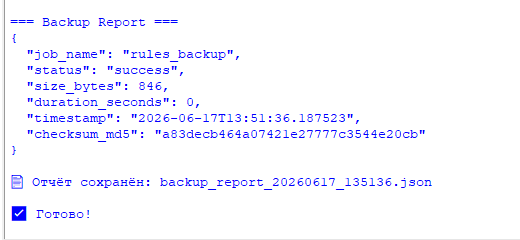 === Backup Report ===
{
  "job_name": "rules_backup",
  "status": "success",
  "size_bytes": 846,
  "duration_seconds": 0,
  "timestamp": "2026-06-17T13:51:36.187523",
  "checksum_md5": "a83decb464a07421e27777c3544e20cb"
}
📄 Отчёт сохранён: backup_report_20260617_135136.json
✅ Готово!